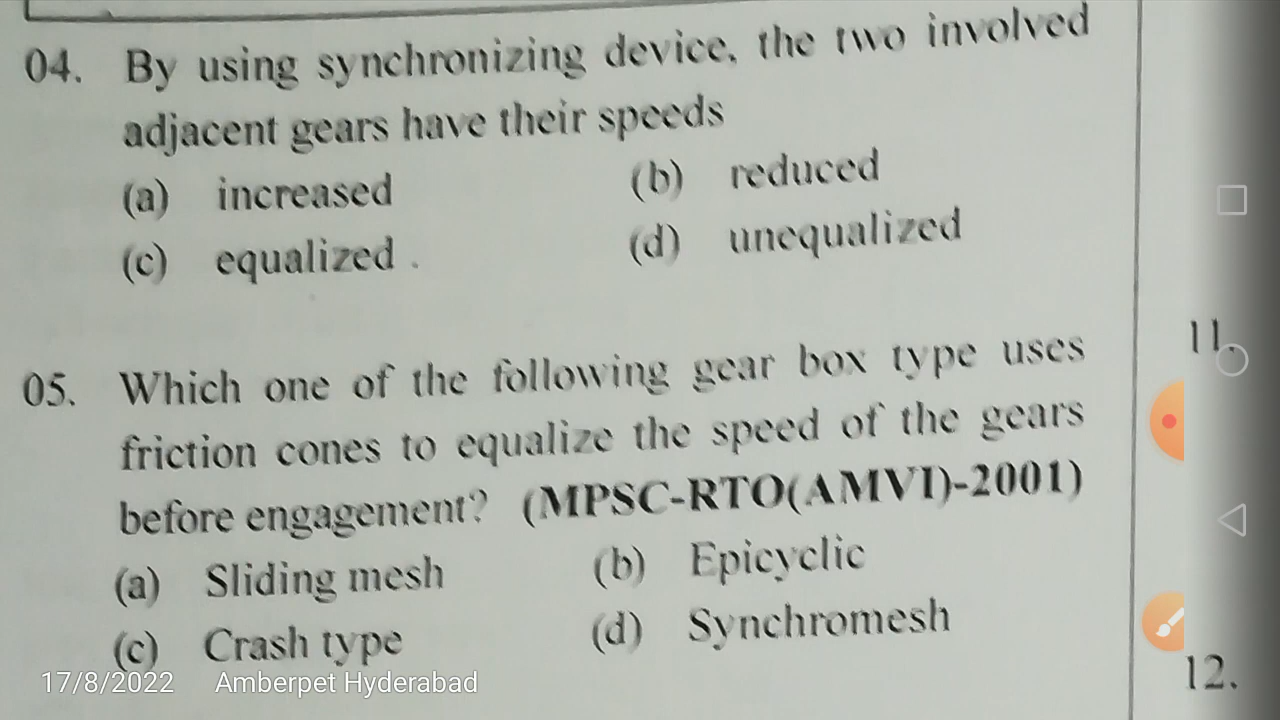 04. By using synchronizing device, the two involved
adjacent gears have their speeds
(a) increased (b) reduced
(c) equalized . (d) unequalized
05. Which one of the following gear box type uses
friction cones to equalize the speed of the gears
before engagement? (MPSC-RTO(AMVI)-2001)
(a) Sliding mesh (b) Epicyclic
(c) Crash type (d) Synchromesh
11.
12.
17/8/2022 Amberpet Hyderabad